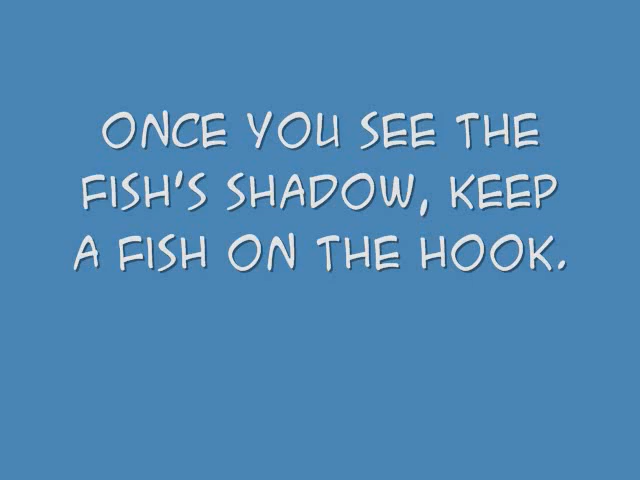 ONCE YOU SEE THE
FISH'S SHADOW, KEEP
A FISH ON THE HOOK.